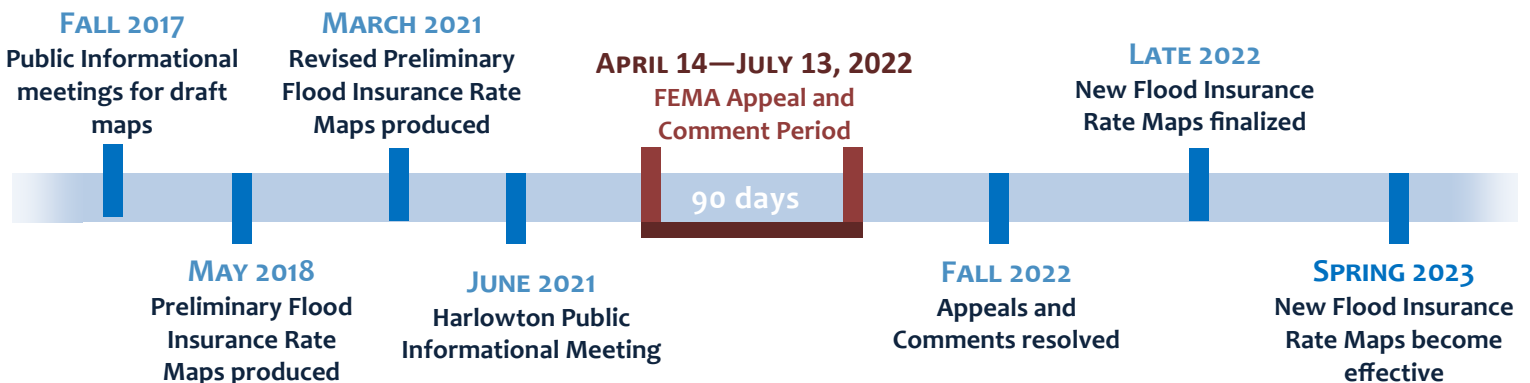 Fall 2017
Public Informational
meetings for draft
maps
May 2018
Preliminary Flood
Insurance Rate
Maps produced
March 2021
Revised Preliminary
Flood Insurance Rate
Maps produced
June 2021
Harlowton Public
Informational Meeting
April 14—July 13, 2022
FEMA Appeal and
Comment Period
90 days
Fall 2022
Appeals and
Comments resolved
Late 2022
New Flood Insurance
Rate Maps finalized
Spring 2023
New Flood Insurance
Rate Maps become
effective